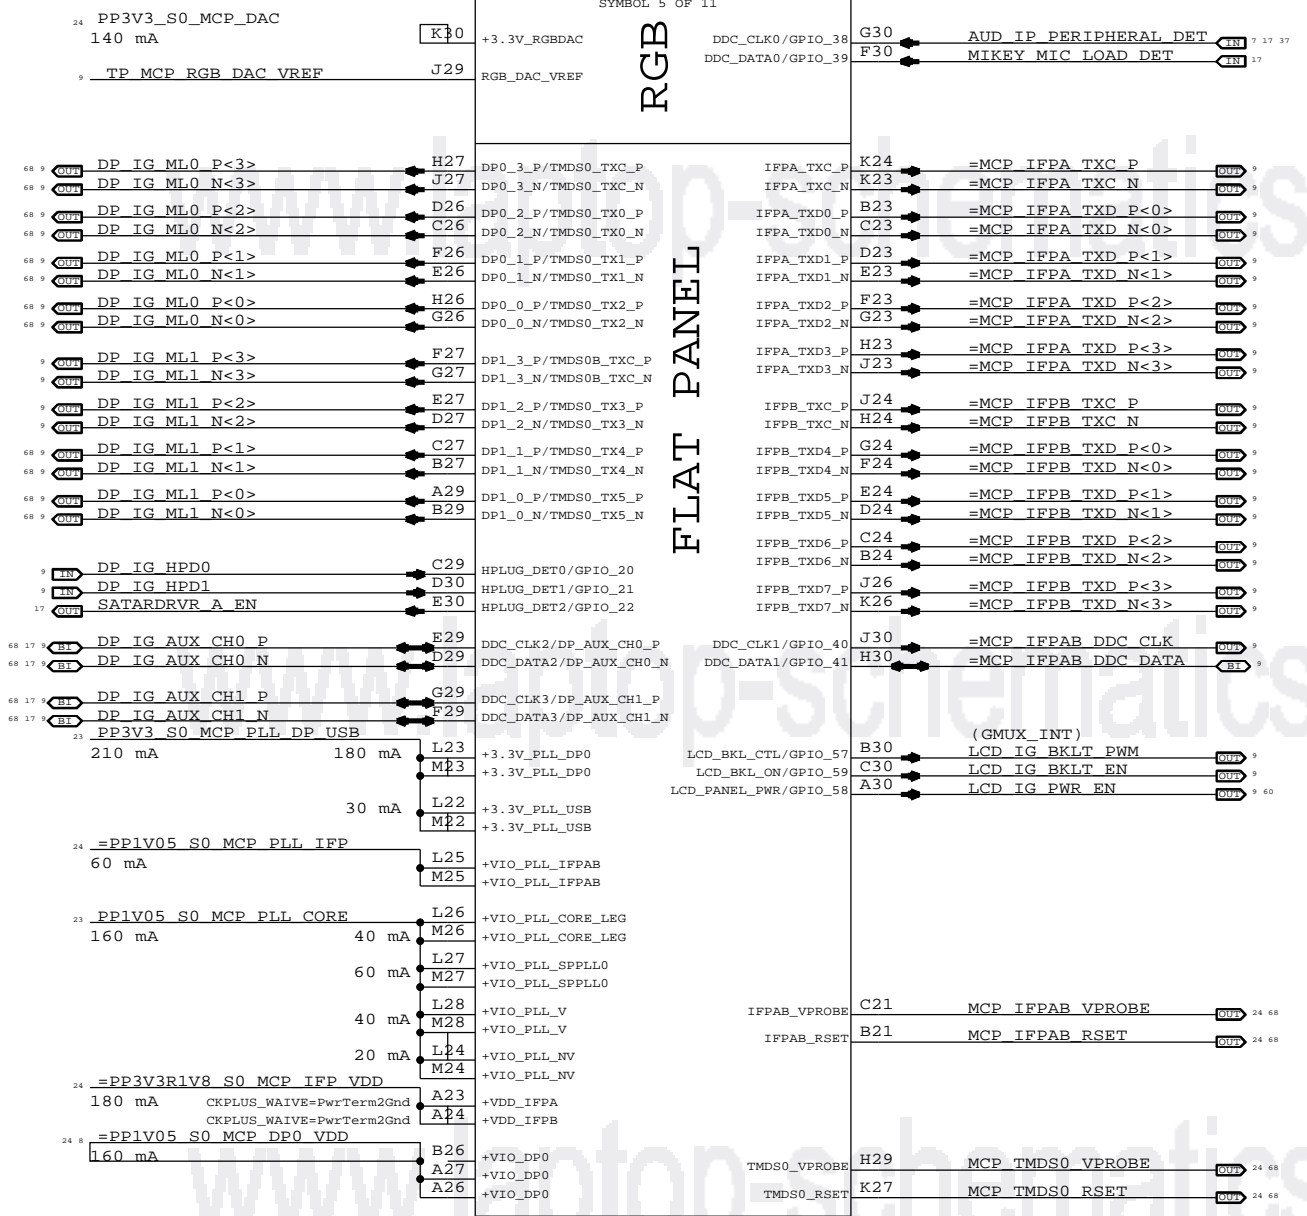 SYMBOL 5 OF 11
RGB
FLAT PANEL
24 PP3V3_S0_MCP_DAC K30 +3.3V_RGBDAC
140 mA
9 TP_MCP_RGB_DAC_VREF J29 RGB_DAC_VREF
DDC_CLK0/GPIO_38 G30 AUD_IP_PERIPHERAL_DET IN 7 17 37
DDC_DATA0/GPIO_39 F30 MIKEY_MIC_LOAD_DET IN 17
68 9 OUT DP_IG_ML0_P<3> H27 DP0_3_P/TMDS0_TXC_P
68 9 OUT DP_IG_ML0_N<3> J27 DP0_3_N/TMDS0_TXC_N
68 9 OUT DP_IG_ML0_P<2> D26 DP0_2_P/TMDS0_TX0_P
68 9 OUT DP_IG_ML0_N<2> C26 DP0_2_N/TMDS0_TX0_N
68 9 OUT DP_IG_ML0_P<1> F26 DP0_1_P/TMDS0_TX1_P
68 9 OUT DP_IG_ML0_N<1> E26 DP0_1_N/TMDS0_TX1_N
68 9 OUT DP_IG_ML0_P<0> H26 DP0_0_P/TMDS0_TX2_P
68 9 OUT DP_IG_ML0_N<0> G26 DP0_0_N/TMDS0_TX2_N
9 OUT DP_IG_ML1_P<3> F27 DP1_3_P/TMDS0B_TXC_P
9 OUT DP_IG_ML1_N<3> G27 DP1_3_N/TMDS0B_TXC_N
9 OUT DP_IG_ML1_P<2> E27 DP1_2_P/TMDS0_TX3_P
9 OUT DP_IG_ML1_N<2> D27 DP1_2_N/TMDS0_TX3_N
68 9 OUT DP_IG_ML1_P<1> C27 DP1_1_P/TMDS0_TX4_P
68 9 OUT DP_IG_ML1_N<1> B27 DP1_1_N/TMDS0_TX4_N
68 9 OUT DP_IG_ML1_P<0> A29 DP1_0_P/TMDS0_TX5_P
68 9 OUT DP_IG_ML1_N<0> B29 DP1_0_N/TMDS0_TX5_N
9 IN DP_IG_HPD0 C29 HPLUG_DET0/GPIO_20
9 IN DP_IG_HPD1 D30 HPLUG_DET1/GPIO_21
17 OUT SATARDRVR_A_EN E30 HPLUG_DET2/GPIO_22
68 17 9 BI DP_IG_AUX_CH0_P E29 DDC_CLK2/DP_AUX_CH0_P
68 17 9 BI DP_IG_AUX_CH0_N D29 DDC_DATA2/DP_AUX_CH0_N
68 17 9 BI DP_IG_AUX_CH1_P G29 DDC_CLK3/DP_AUX_CH1_P
68 17 9 BI DP_IG_AUX_CH1_N F29 DDC_DATA3/DP_AUX_CH1_N
23 PP3V3_S0_MCP_PLL_DP_USB
210 mA 180 mA L23 +3.3V_PLL_DP0
M23 +3.3V_PLL_DP0
30 mA L22 +3.3V_PLL_USB
M22 +3.3V_PLL_USB
24 =PP1V05_S0_MCP_PLL_IFP
60 mA L25 +VIO_PLL_IFPAB
M25 +VIO_PLL_IFPAB
23 PP1V05_S0_MCP_PLL_CORE L26 +VIO_PLL_CORE_LEG
160 mA 40 mA M26 +VIO_PLL_CORE_LEG
60 mA L27 +VIO_PLL_SPPLL0
M27 +VIO_PLL_SPPLL0
40 mA L28 +VIO_PLL_V
M28 +VIO_PLL_V
20 mA L24 +VIO_PLL_NV
M24 +VIO_PLL_NV
24 =PP3V3R1V8_S0_MCP_IFP_VDD
180 mA CKPLUS_WAIVE=PwrTerm2Gnd A23 +VDD_IFPA
CKPLUS_WAIVE=PwrTerm2Gnd A24 +VDD_IFPB
24 8 =PP1V05_S0_MCP_DP0_VDD
160 mA B26 +VIO_DP0
A27 +VIO_DP0
A26 +VIO_DP0
IFPA_TXC_P K24 =MCP_IFPA_TXC_P OUT 9
IFPA_TXC_N K23 =MCP_IFPA_TXC_N OUT 9
IFPA_TXD0_P B23 =MCP_IFPA_TXD_P<0> OUT 9
IFPA_TXD0_N C23 =MCP_IFPA_TXD_N<0> OUT 9
IFPA_TXD1_P D23 =MCP_IFPA_TXD_P<1> OUT 9
IFPA_TXD1_N E23 =MCP_IFPA_TXD_N<1> OUT 9
IFPA_TXD2_P F23 =MCP_IFPA_TXD_P<2> OUT 9
IFPA_TXD2_N G23 =MCP_IFPA_TXD_N<2> OUT 9
IFPA_TXD3_P H23 =MCP_IFPA_TXD_P<3> OUT 9
IFPA_TXD3_N J23 =MCP_IFPA_TXD_N<3> OUT 9
IFPB_TXC_P J24 =MCP_IFPB_TXC_P OUT 9
IFPB_TXC_N H24 =MCP_IFPB_TXC_N OUT 9
IFPB_TXD4_P G24 =MCP_IFPB_TXD_P<0> OUT 9
IFPB_TXD4_N F24 =MCP_IFPB_TXD_N<0> OUT 9
IFPB_TXD5_P E24 =MCP_IFPB_TXD_P<1> OUT 9
IFPB_TXD5_N D24 =MCP_IFPB_TXD_N<1> OUT 9
IFPB_TXD6_P C24 =MCP_IFPB_TXD_P<2> OUT 9
IFPB_TXD6_N B24 =MCP_IFPB_TXD_N<2> OUT 9
IFPB_TXD7_P J26 =MCP_IFPB_TXD_P<3> OUT 9
IFPB_TXD7_N K26 =MCP_IFPB_TXD_N<3> OUT 9
DDC_CLK1/GPIO_40 J30 =MCP_IFPAB_DDC_CLK OUT 9
DDC_DATA1/GPIO_41 H30 =MCP_IFPAB_DDC_DATA BI 9
(GMUX_INT)
LCD_BKL_CTL/GPIO_57 B30 LCD_IG_BKLT_PWM OUT 9
LCD_BKL_ON/GPIO_59 C30 LCD_IG_BKLT_EN OUT 9
LCD_PANEL_PWR/GPIO_58 A30 LCD_IG_PWR_EN OUT 9 60
IFPAB_VPROBE C21 MCP_IFPAB_VPROBE OUT 24 68
IFPAB_RSET B21 MCP_IFPAB_RSET OUT 24 68
TMDS0_VPROBE H29 MCP_TMDS0_VPROBE OUT 24 68
TMDS0_RSET K27 MCP_TMDS0_RSET OUT 24 68
www.laptop-schematics
www.laptop-schematics
www.laptop-schematics